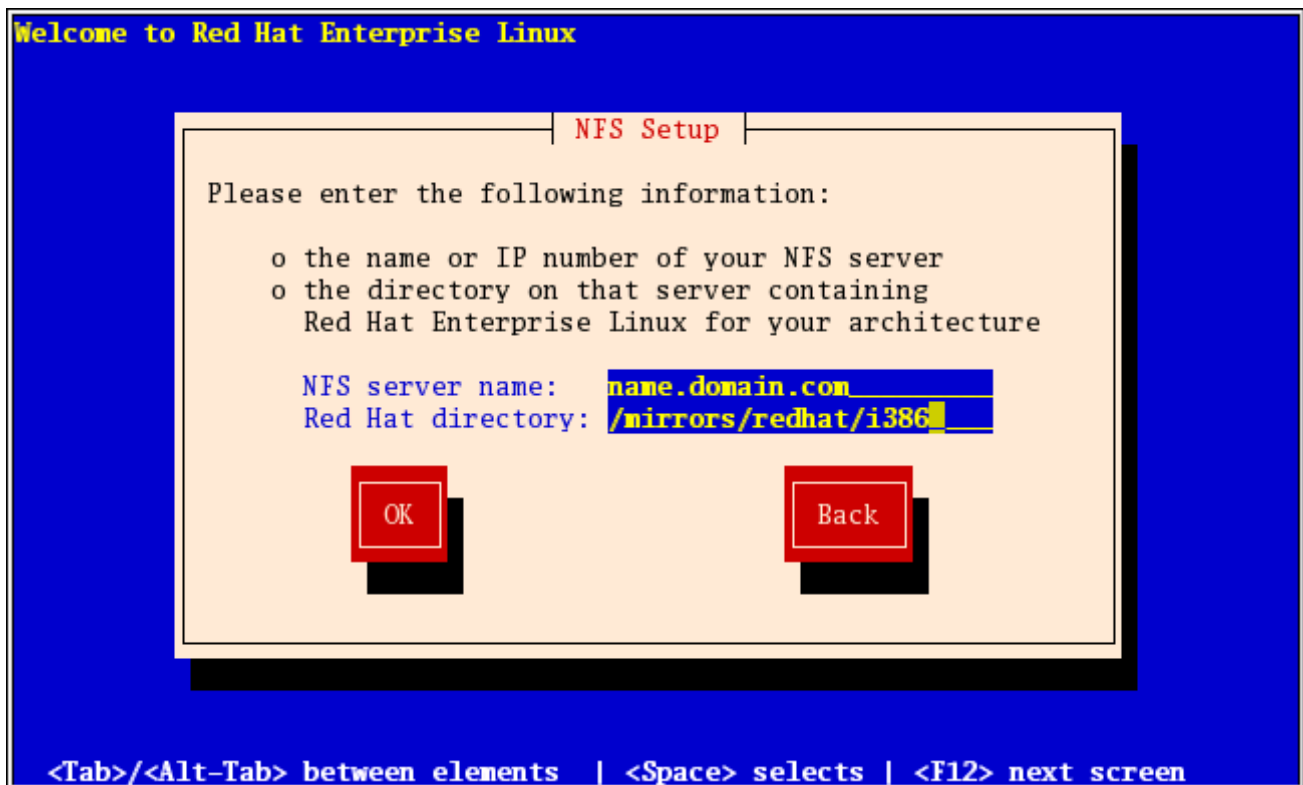 Welcome to Red Hat Enterprise Linux
NFS Setup
Please enter the following information:
o the name or IP number of your NFS server
o the directory on that server containing
Red Hat Enterprise Linux for your architecture
NFS server name: name.domain.com_________
Red Hat directory: /mirrors/redhat/i386____
OK Back
<Tab>/<Alt-Tab> between elements | <Space> selects | <F12> next screen